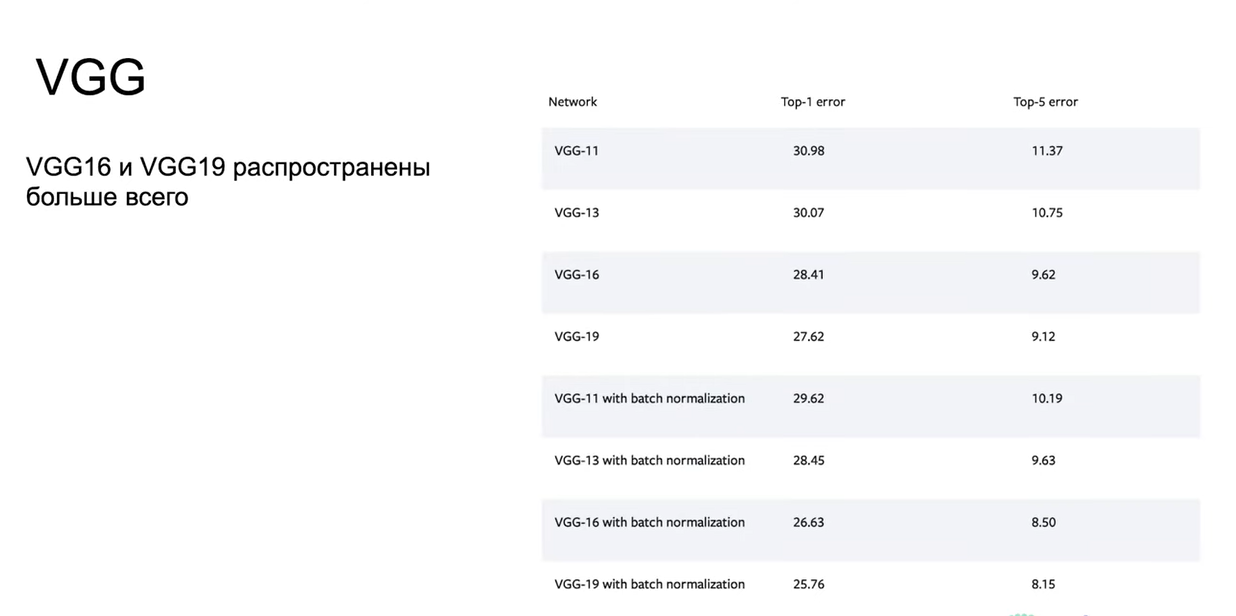 VGG
VGG16 и VGG19 распространены
больше всего
Network Top-1 error Top-5 error
VGG-11 30.98 11.37
VGG-13 30.07 10.75
VGG-16 28.41 9.62
VGG-19 27.62 9.12
VGG-11 with batch normalization 29.62 10.19
VGG-13 with batch normalization 28.45 9.63
VGG-16 with batch normalization 26.63 8.50
VGG-19 with batch normalization 25.76 8.15